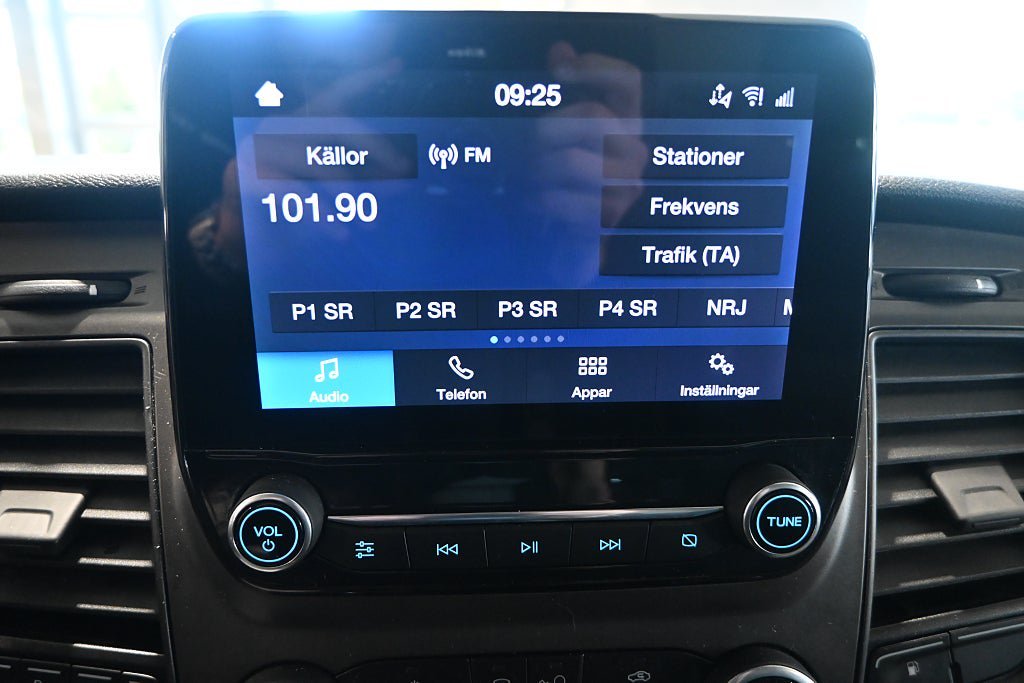 09:25
Källor FM Stationer
101.90 Frekvens
Trafik (TA)
P1 SR P2 SR P3 SR P4 SR NRJ
Audio Telefon Appar Inställningar
VOL TUNE